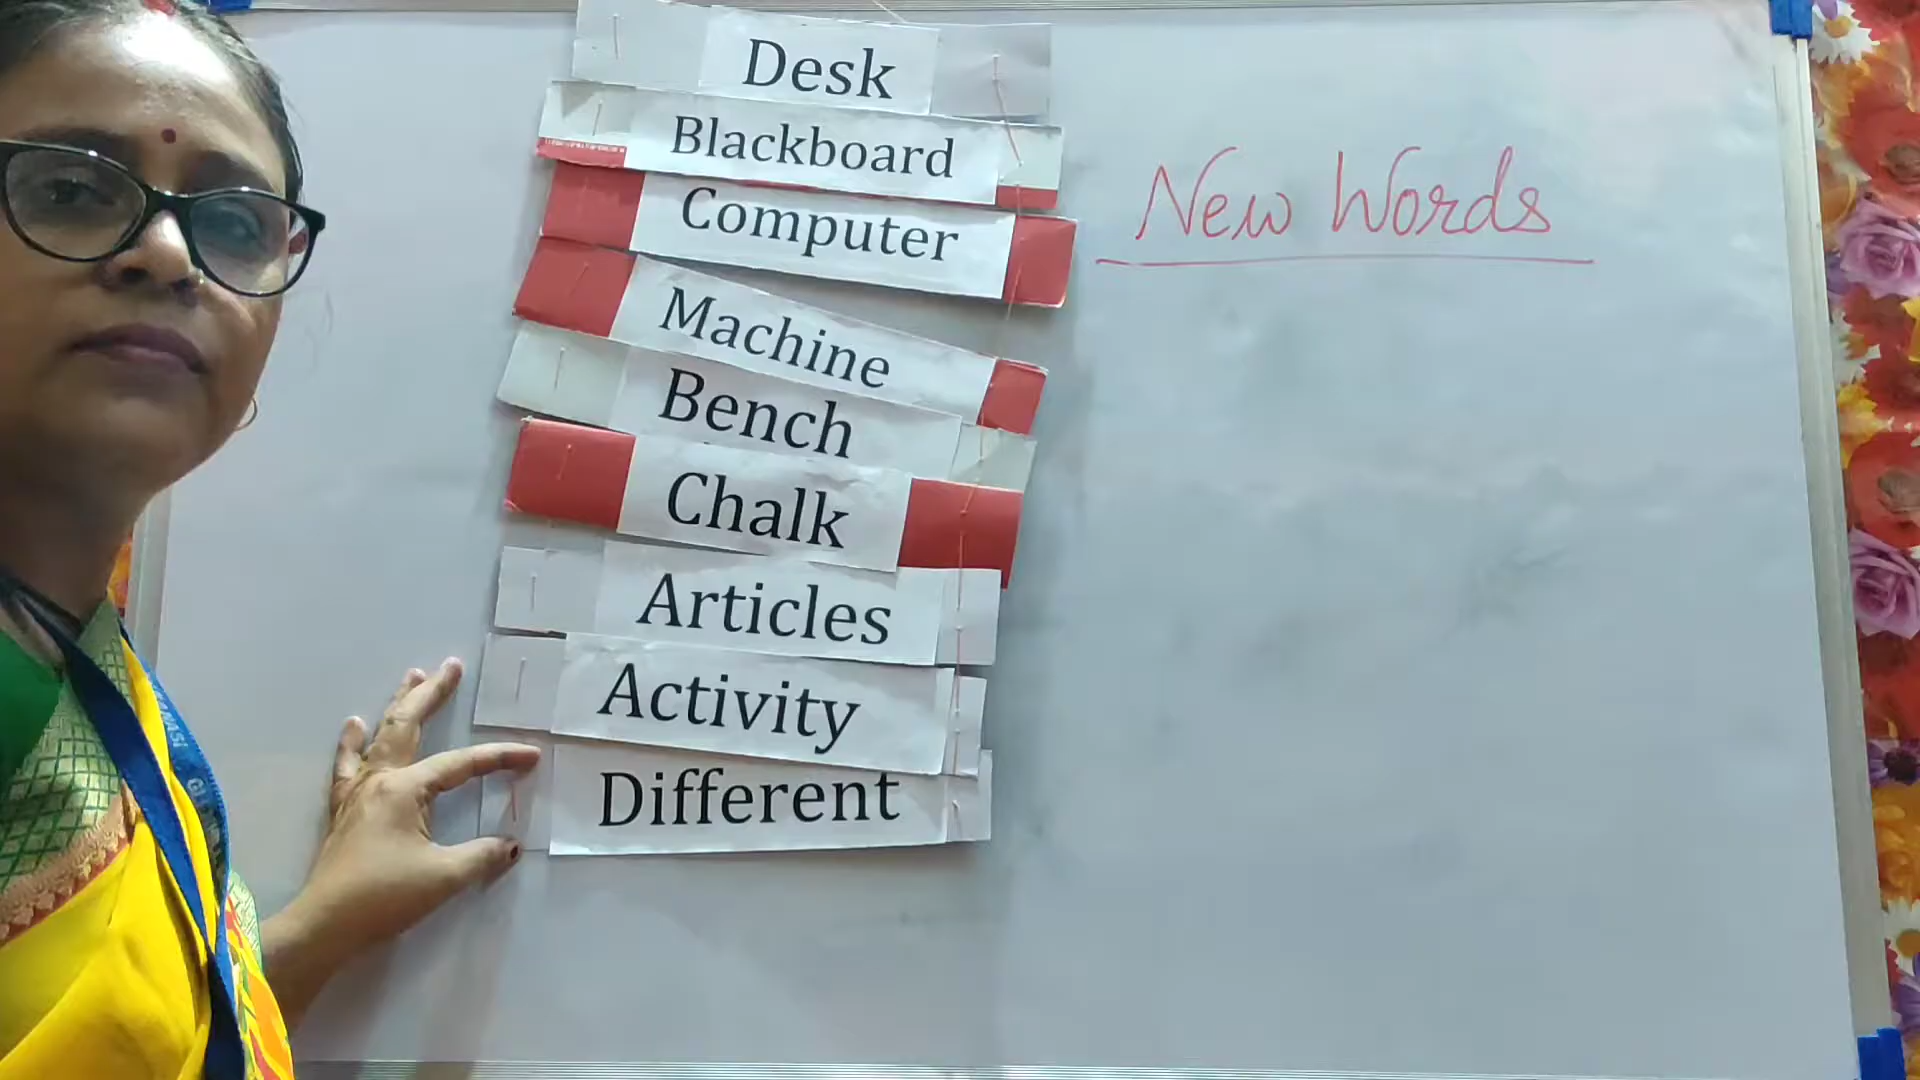 Desk
Blackboard
Computer
Machine
Bench
Chalk
Articles
Activity
Different
New Words